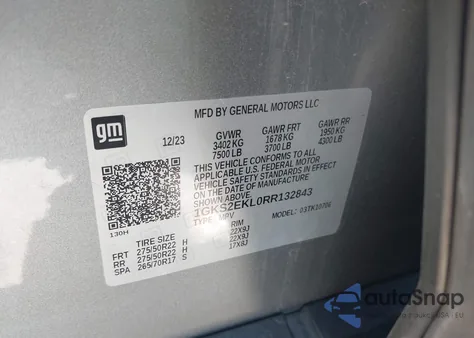 MFD BY GENERAL MOTORS LLC
gm
12/23
GVWR GAWR FRT GAWR RR
3402 KG 1678 KG 1950 KG
7500 LB 3700 LB 4300 LB
THIS VEHICLE CONFORMS TO ALL
APPLICABLE U.S. FEDERAL MOTOR
VEHICLE SAFETY STANDARDS IN EFFECT
ON THE DATE OF MANUFACTURE
SHOWN ABOVE.
1GKS2EKL0RR132843
TYPE: MPV MODEL:
130H
TIRE SIZE RIM
FRT 275/50R22 H 22X9J
RR 275/50R22 H 22X9J
SPA 265/70R17 S 17X8J
autoSnap